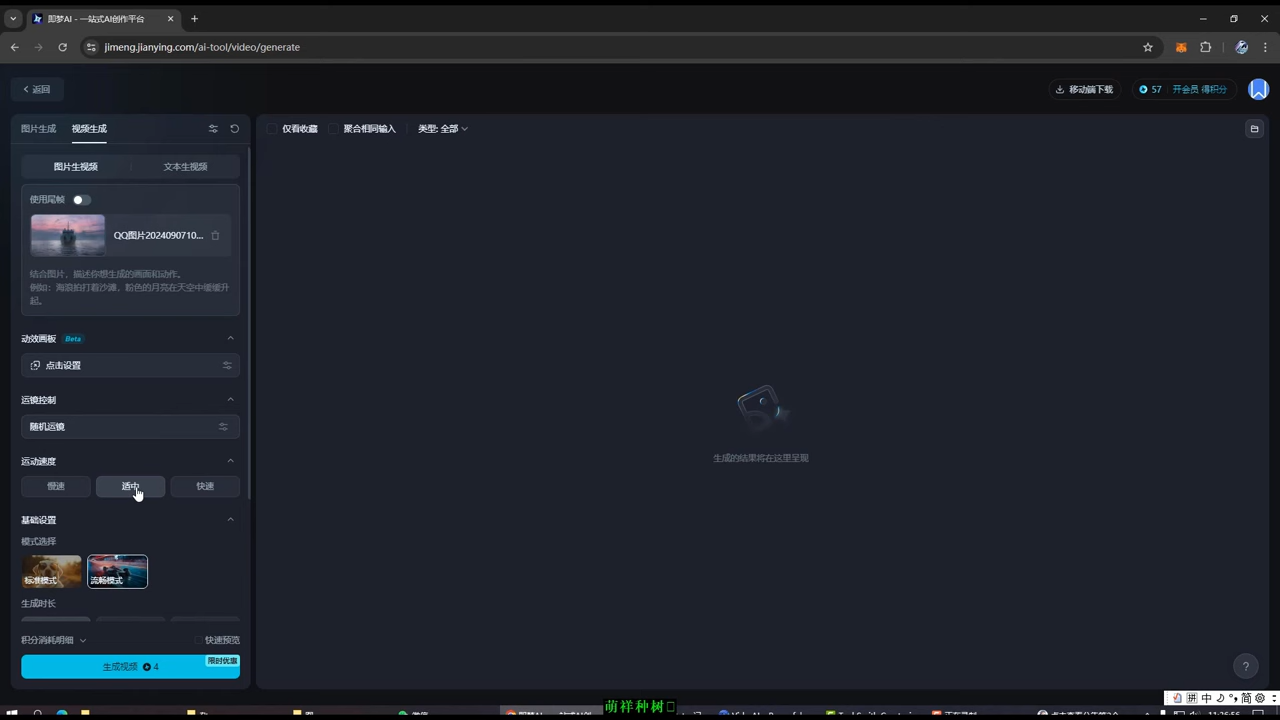 即梦AI - 一站式AI创作平台
jimeng.jianying.com/ai-tool/video/generate
返回
移动端下载
57
开会员 得积分
图片生成
视频生成
仅看收藏
聚合相同输入
类型: 全部
图片生视频
文本生视频
使用尾帧
QQ图片2024090710...
结合图片，描述你想生成的画面和动作。
例如：海浪拍打着沙滩，粉色的月亮在天空中缓缓升
起。
动效画板 Beta
点击设置
运镜控制
随机运镜
生成的结果将在这里呈现
运动速度
慢速
适中
快速
基础设置
模式选择
标准模式
流畅模式
生成时长
积分消耗明细
快速预览
生成视频 4
限时优惠
?
拼 中 简
萌祥种树